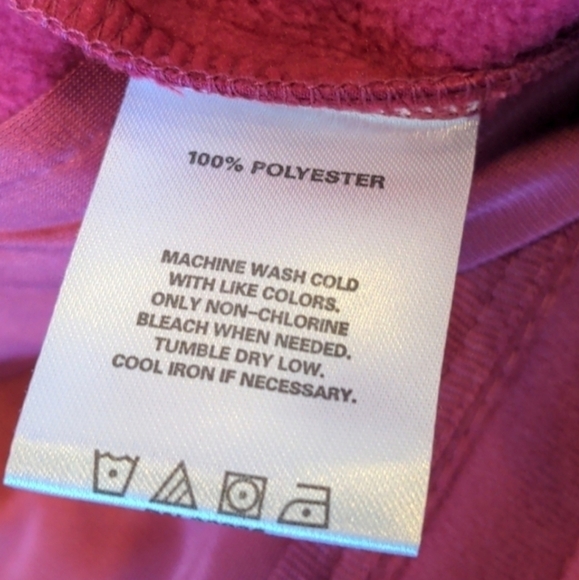 100% POLYESTER
MACHINE WASH COLD
WITH LIKE COLORS.
ONLY NON-CHLORINE
BLEACH WHEN NEEDED.
TUMBLE DRY LOW.
COOL IRON IF NECESSARY.